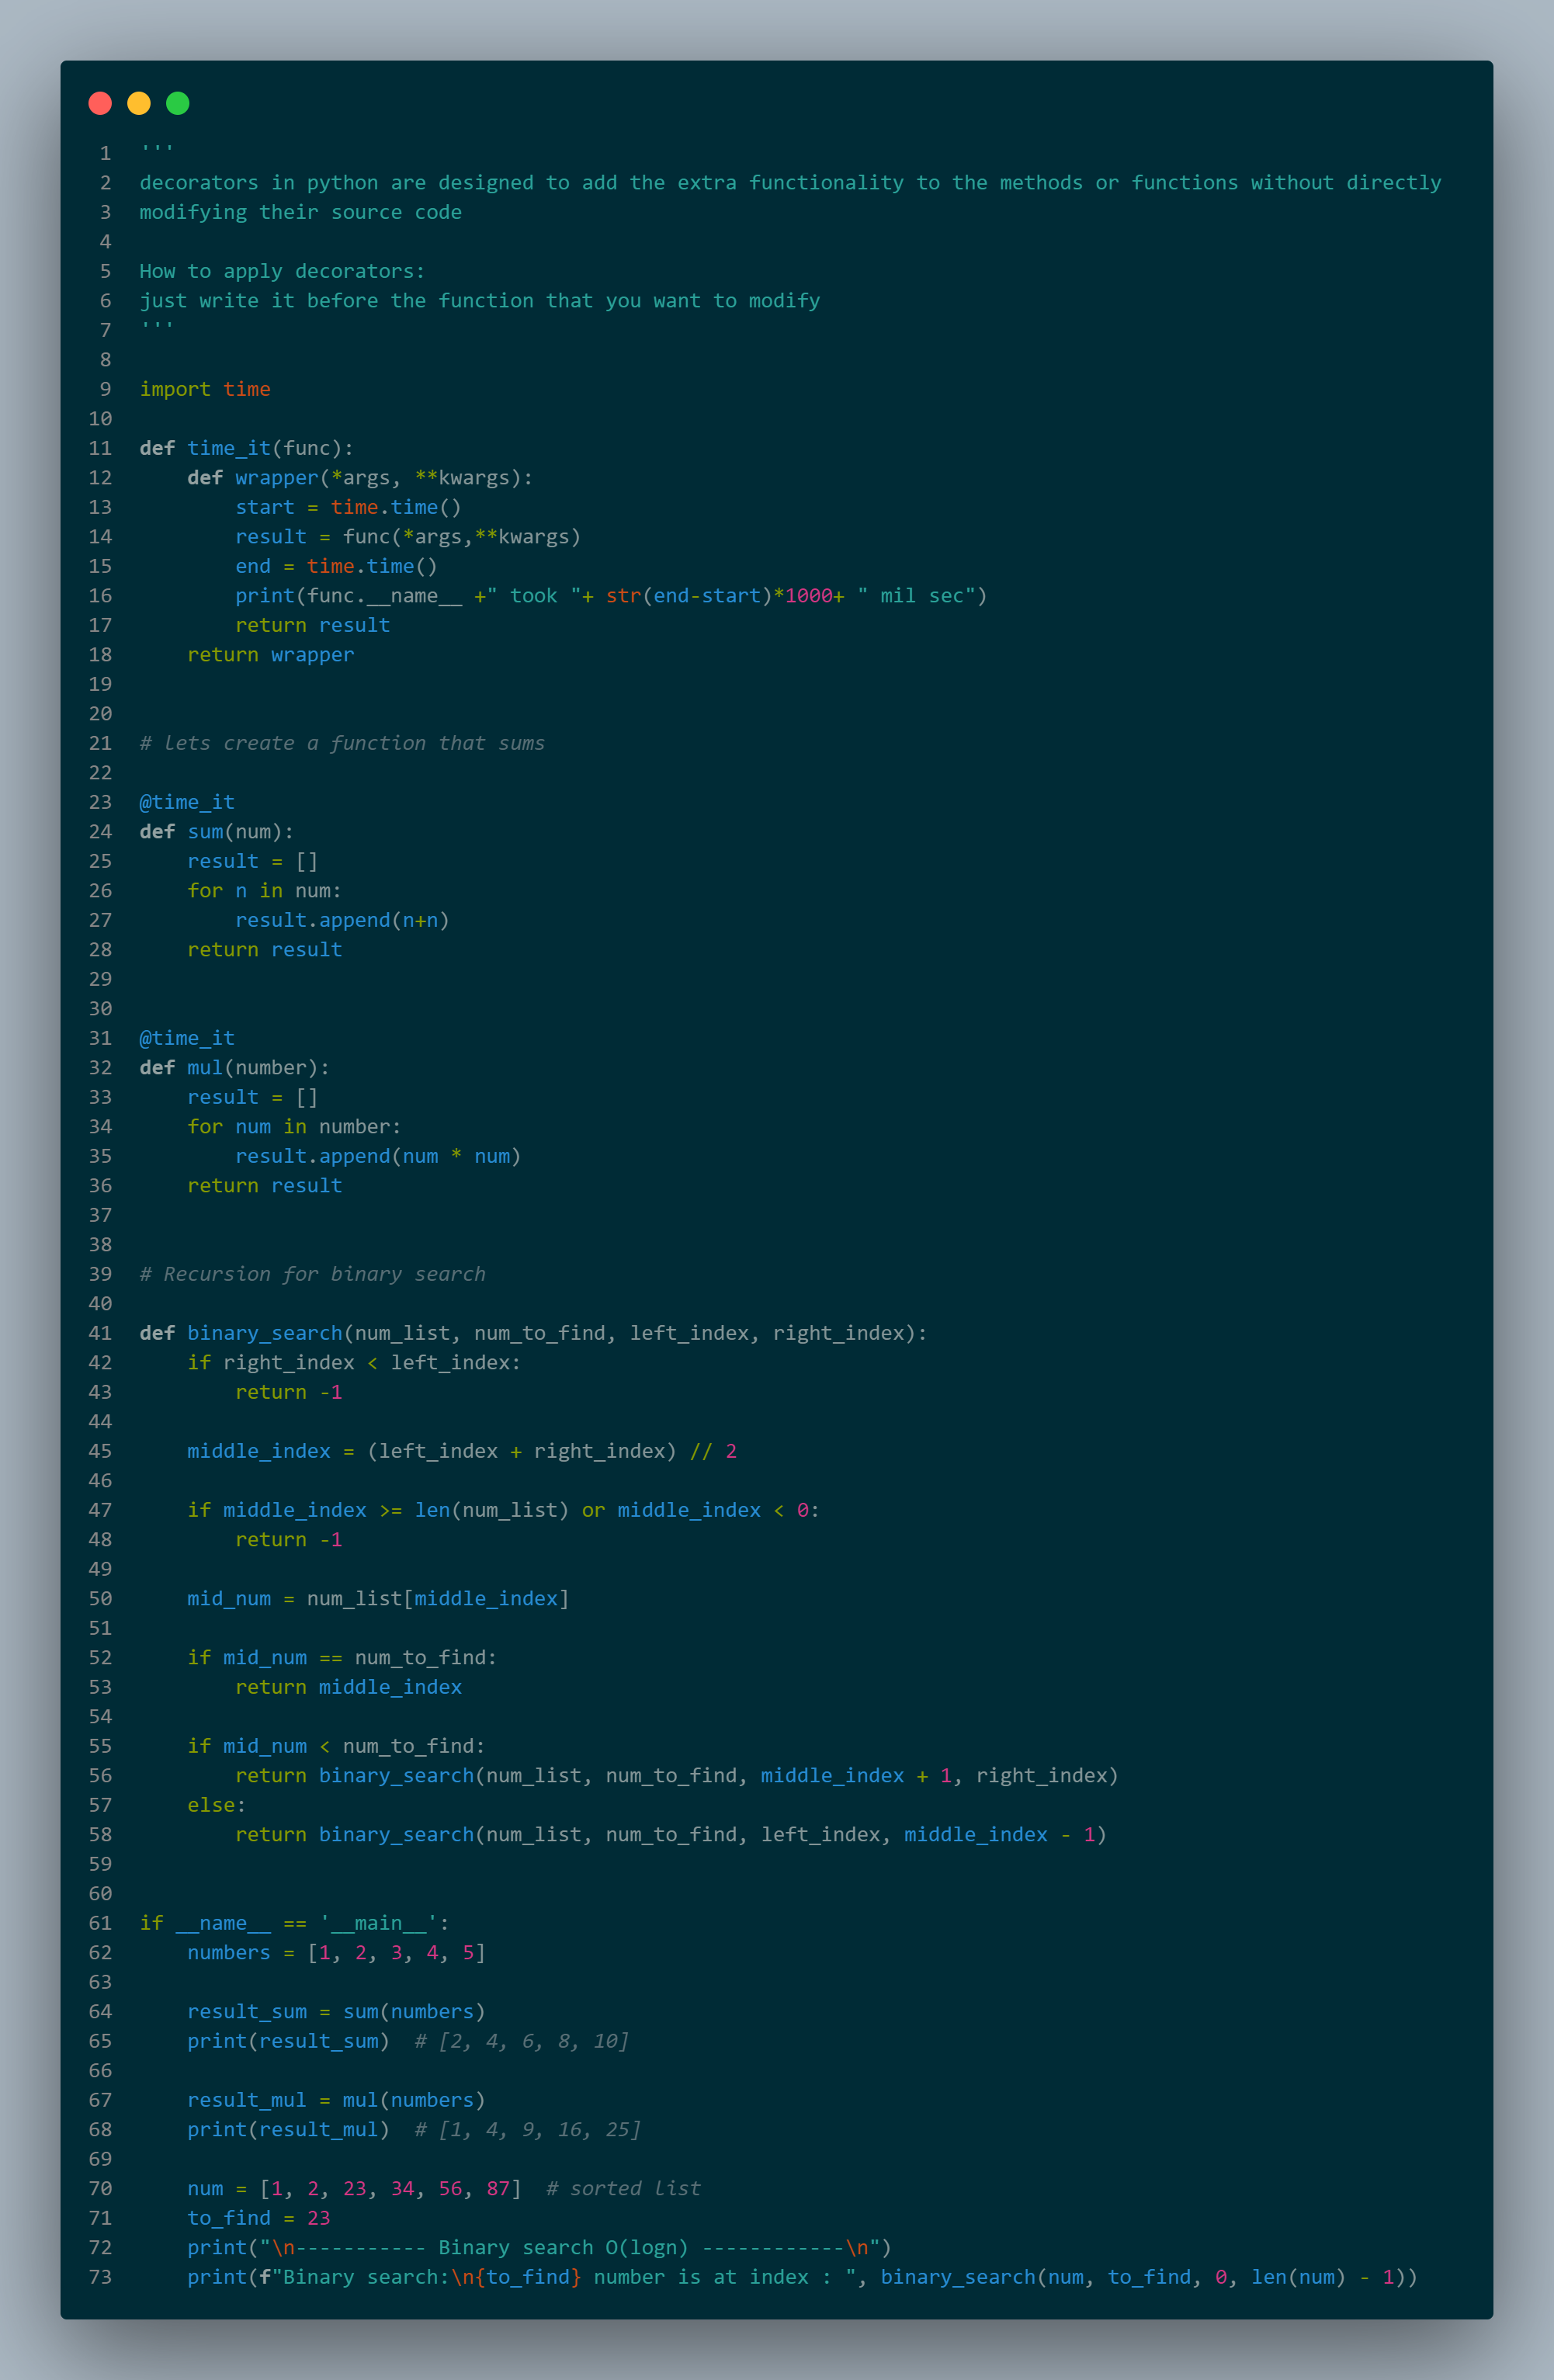 1 '''
2 decorators in python are designed to add the extra functionality to the methods or functions without directly
3 modifying their source code
4
5 How to apply decorators:
6 just write it before the function that you want to modify
7 '''
8
9 import time
10
11 def time_it(func):
12     def wrapper(*args, **kwargs):
13         start = time.time()
14         result = func(*args,**kwargs)
15         end = time.time()
16         print(func.__name__ +" took "+ str(end-start)*1000+ " mil sec")
17         return result
18     return wrapper
19
20
21 # lets create a function that sums
22
23 @time_it
24 def sum(num):
25     result = []
26     for n in num:
27         result.append(n+n)
28     return result
29
30
31 @time_it
32 def mul(number):
33     result = []
34     for num in number:
35         result.append(num * num)
36     return result
37
38
39 # Recursion for binary search
40
41 def binary_search(num_list, num_to_find, left_index, right_index):
42     if right_index < left_index:
43         return -1
44
45     middle_index = (left_index + right_index) // 2
46
47     if middle_index >= len(num_list) or middle_index < 0:
48         return -1
49
50     mid_num = num_list[middle_index]
51
52     if mid_num == num_to_find:
53         return middle_index
54
55     if mid_num < num_to_find:
56         return binary_search(num_list, num_to_find, middle_index + 1, right_index)
57     else:
58         return binary_search(num_list, num_to_find, left_index, middle_index - 1)
59
60
61 if __name__ == '__main__':
62     numbers = [1, 2, 3, 4, 5]
63
64     result_sum = sum(numbers)
65     print(result_sum)  # [2, 4, 6, 8, 10]
66
67     result_mul = mul(numbers)
68     print(result_mul)  # [1, 4, 9, 16, 25]
69
70     num = [1, 2, 23, 34, 56, 87]  # sorted list
71     to_find = 23
72     print("\n----------- Binary search O(logn) ------------\n")
73     print(f"Binary search:\n{to_find} number is at index : ", binary_search(num, to_find, 0, len(num) - 1))